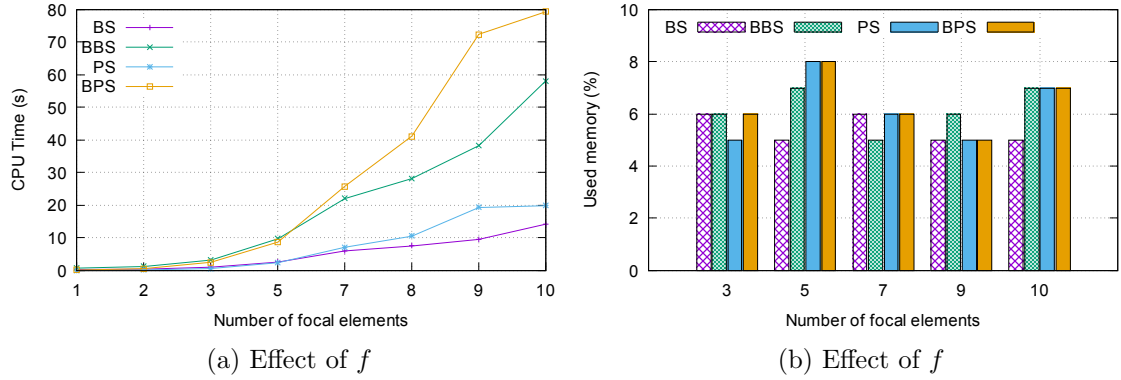 BS
BBS
PS
BPS
80
70
60
50
40
30
20
10
0
CPU Time (s)
1 2 3 5 7 8 9 10
Number of focal elements
(a) Effect of f
BS BBS PS BPS
10
8
6
4
2
0
Used memory (%)
3 5 7 9 10
Number of focal elements
(b) Effect of f